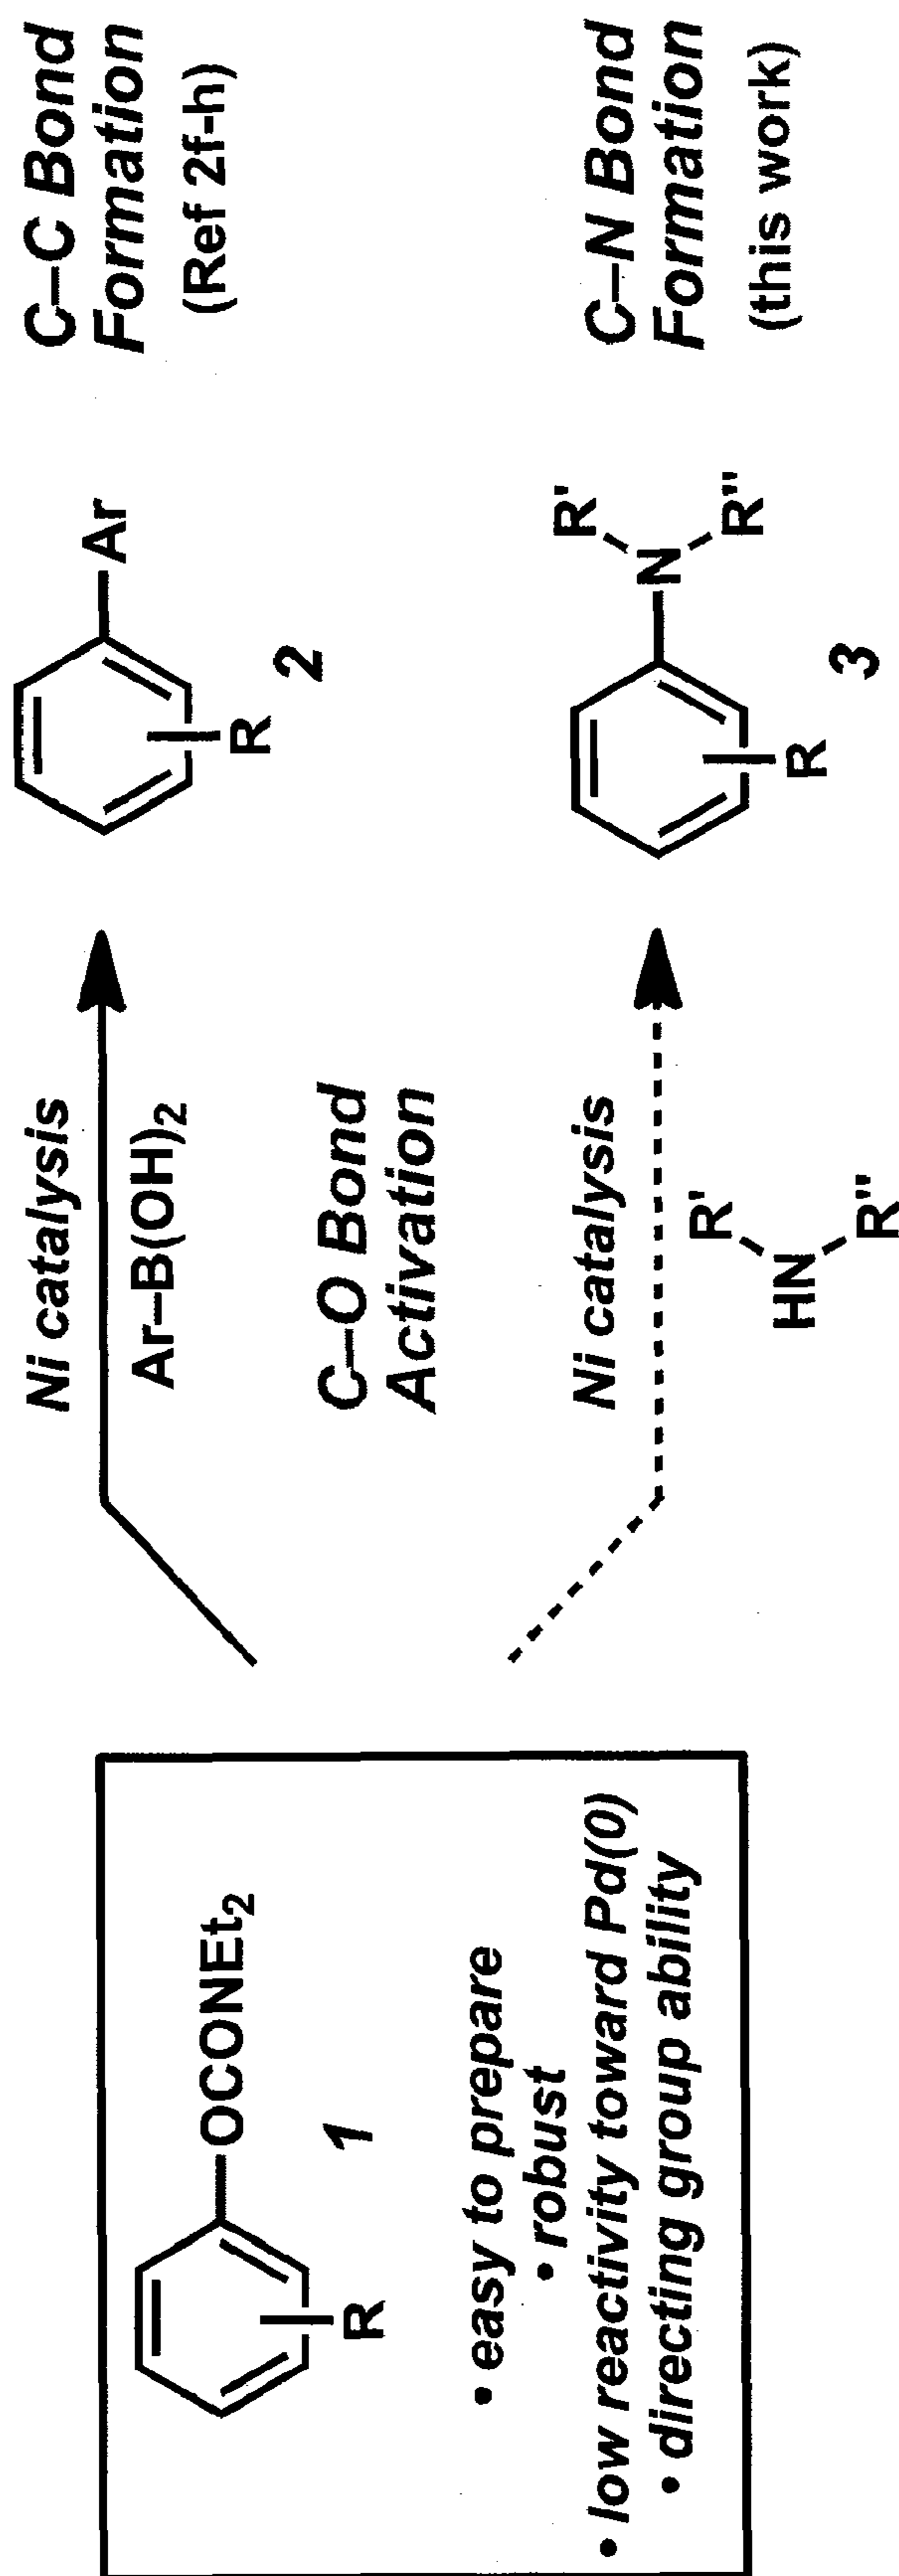 OCONEt2
R
1
• easy to prepare
• robust
• low reactivity toward Pd(0)
• directing group ability
Ni catalysis
Ar–B(OH)2
C–O Bond
Activation
Ni catalysis
R'
HN
R"
Ar
R
2
C–C Bond
Formation
(Ref 2f-h)
R'
N
R"
R
3
C–N Bond
Formation
(this work)